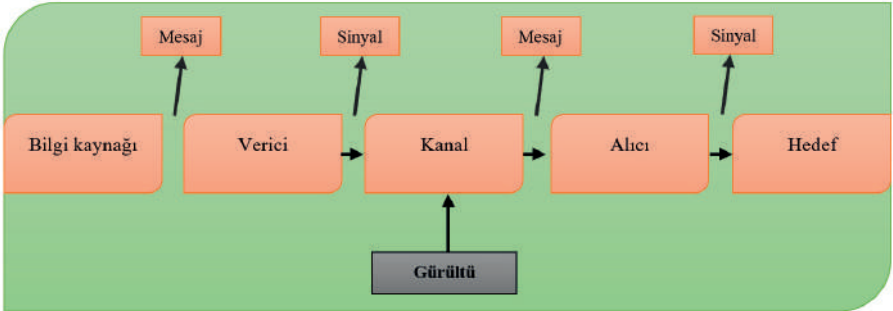 Mesaj
Sinyal
Mesaj
Sinyal
Bilgi kaynağı
Verici
Kanal
Alıcı
Hedef
Gürültü